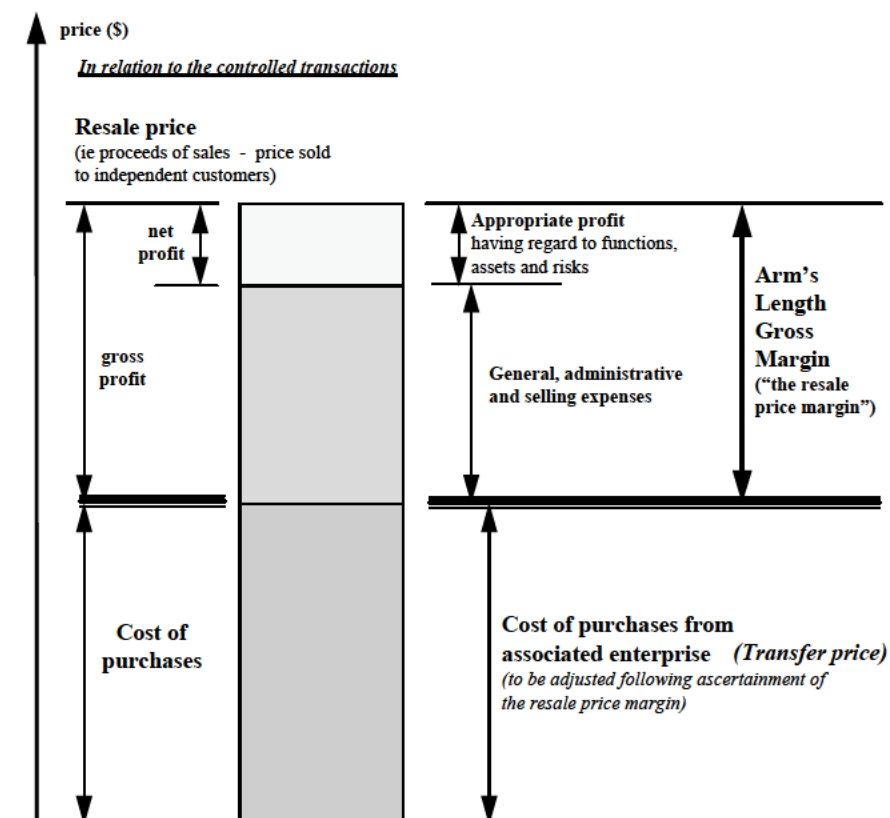 price ($)
In relation to the controlled transactions
Resale price
(ie proceeds of sales - price sold
to independent customers)
net
profit
Appropriate profit
having regard to functions,
assets and risks
Arm's
Length
Gross
Margin
("the resale
price margin")
gross
profit
General, administrative
and selling expenses
Cost of
purchases
Cost of purchases from
associated enterprise (Transfer price)
(to be adjusted following ascertainment of
the resale price margin)